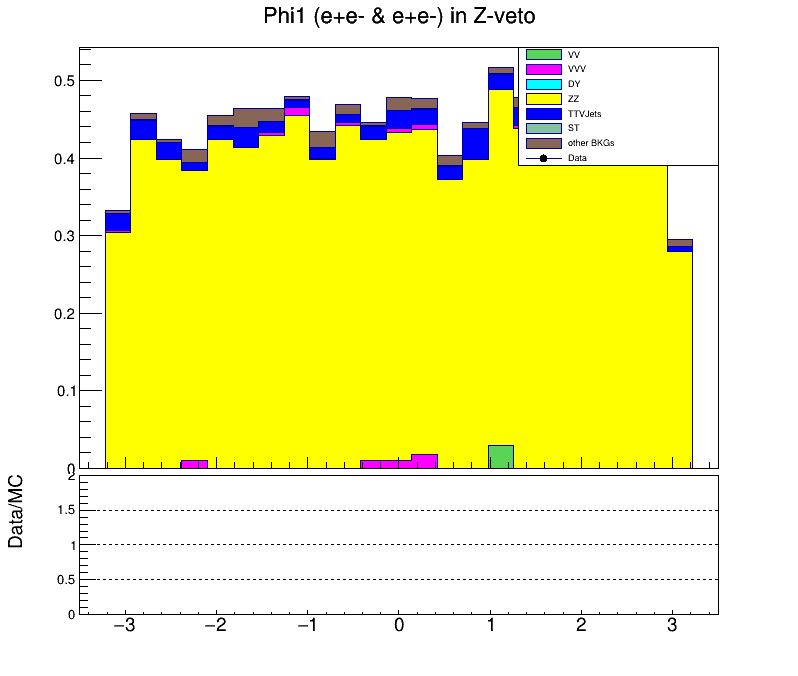 Phi1 (e+e- & e+e-) in Z-veto
0.5
0.4
0.3
0.2
0.1
0
VV
VVV
DY
ZZ
TTVJets
ST
other BKGs
Data
Data/MC
2
1.5
1
0.5
0
−3 −2 −1 0 1 2 3